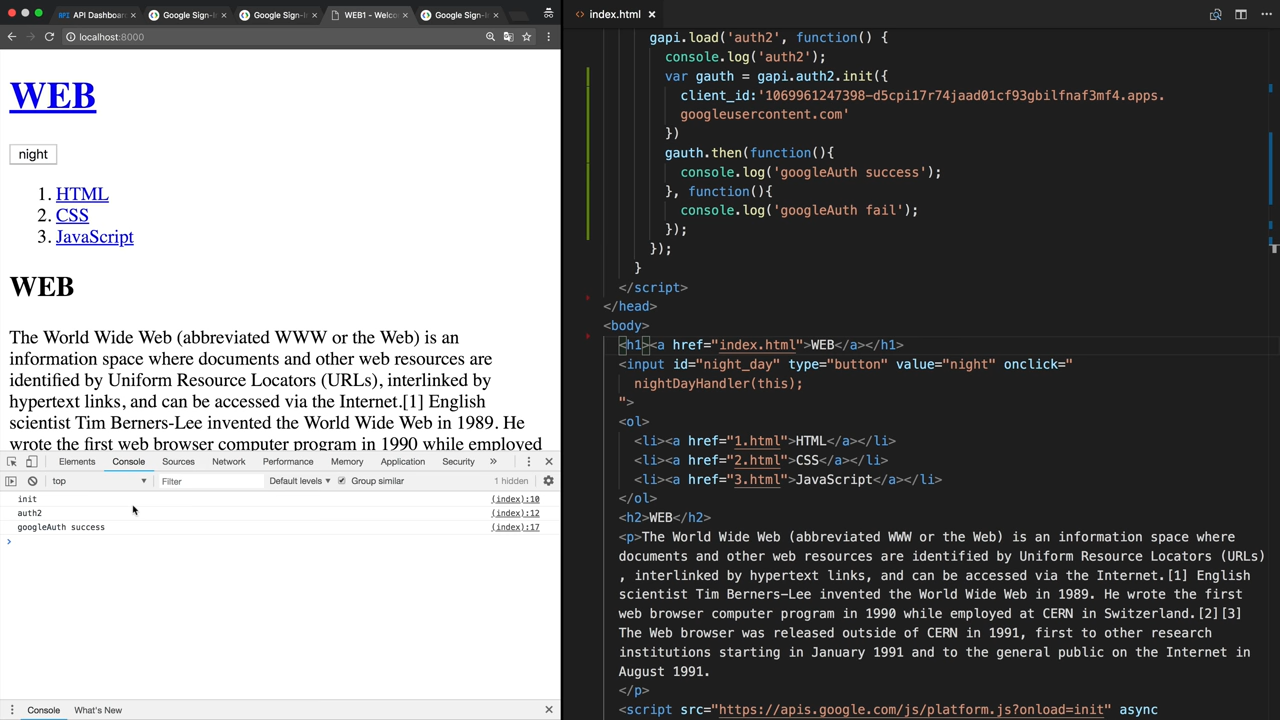 API Dashboar
Google Sign-I
Google Sign-I
WEB1 - Welco
Google Sign-I
localhost:8000
WEB
night
1. HTML
2. CSS
3. JavaScript
WEB
The World Wide Web (abbreviated WWW or the Web) is an
information space where documents and other web resources are
identified by Uniform Resource Locators (URLs), interlinked by
hypertext links, and can be accessed via the Internet.[1] English
scientist Tim Berners-Lee invented the World Wide Web in 1989. He
wrote the first web browser computer program in 1990 while employed
Elements Console Sources Network Performance Memory Application Security »
top Filter Default levels Group similar 1 hidden
init (index):10
auth2 (index):12
googleAuth success (index):17
>
Console What's New
index.html
gapi.load('auth2', function() {
console.log('auth2');
var gauth = gapi.auth2.init({
client_id:'1069961247398-d5cpi17r74jaad01cf93gbilfnaf3mf4.apps.
googleusercontent.com'
})
gauth.then(function(){
console.log('googleAuth success');
}, function(){
console.log('googleAuth fail');
});
});
}
</script>
</head>
<body>
<h1><a href="index.html">WEB</a></h1>
<input id="night_day" type="button" value="night" onclick="
nightDayHandler(this);
">
<ol>
<li><a href="1.html">HTML</a></li>
<li><a href="2.html">CSS</a></li>
<li><a href="3.html">JavaScript</a></li>
</ol>
<h2>WEB</h2>
<p>The World Wide Web (abbreviated WWW or the Web) is an information space where
documents and other web resources are identified by Uniform Resource Locators (URLs)
, interlinked by hypertext links, and can be accessed via the Internet.[1] English
scientist Tim Berners-Lee invented the World Wide Web in 1989. He wrote the first
web browser computer program in 1990 while employed at CERN in Switzerland.[2][3]
The Web browser was released outside of CERN in 1991, first to other research
institutions starting in January 1991 and to the general public on the Internet in
August 1991.
</p>
<script src="https://apis.google.com/js/platform.js?onload=init" async